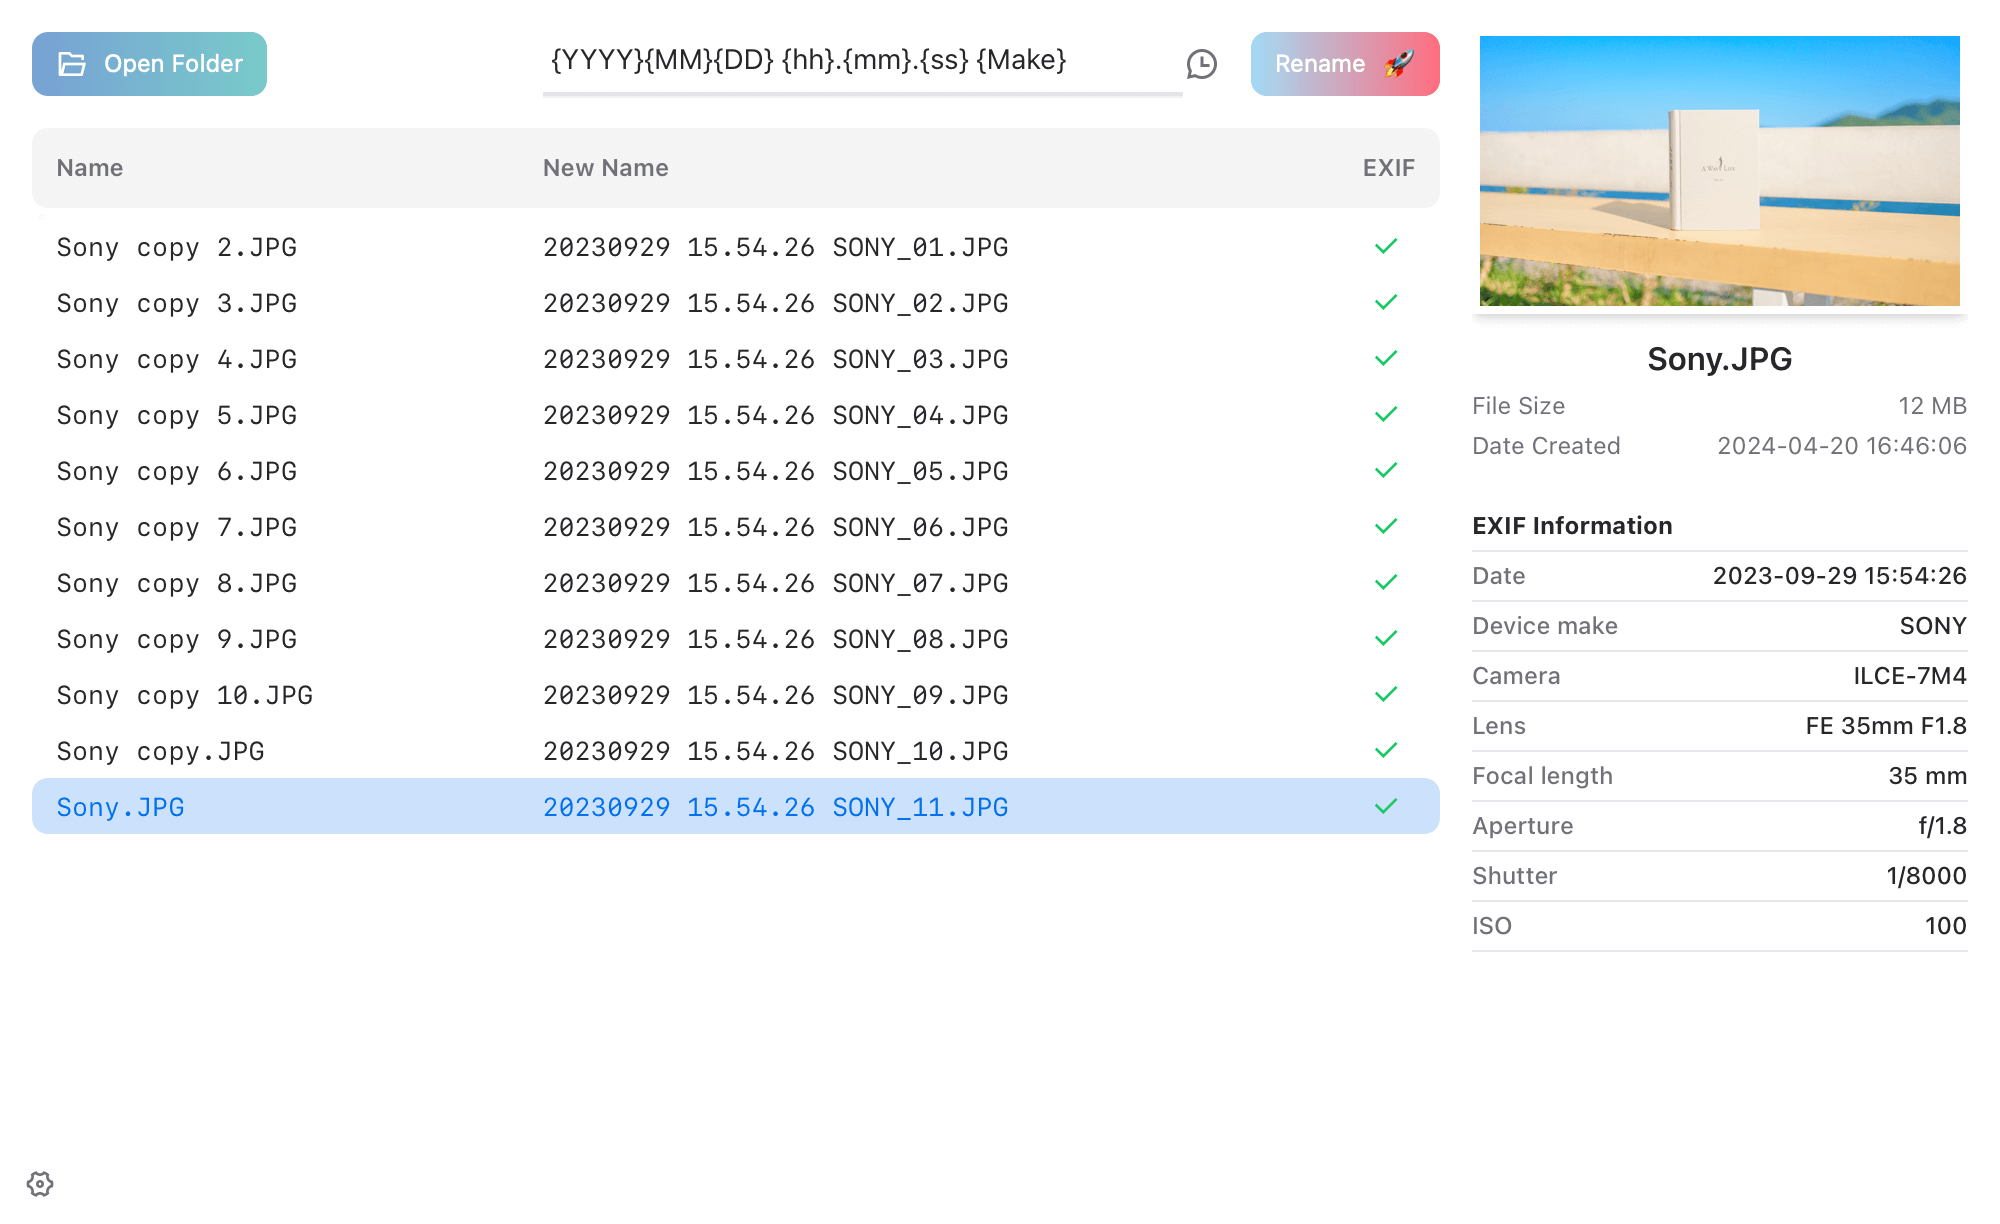 Open Folder
{YYYY}{MM}{DD} {hh}.{mm}.{ss} {Make}
Rename
Name New Name EXIF
Sony copy 2.JPG 20230929 15.54.26 SONY_01.JPG
Sony copy 3.JPG 20230929 15.54.26 SONY_02.JPG
Sony copy 4.JPG 20230929 15.54.26 SONY_03.JPG
Sony copy 5.JPG 20230929 15.54.26 SONY_04.JPG
Sony copy 6.JPG 20230929 15.54.26 SONY_05.JPG
Sony copy 7.JPG 20230929 15.54.26 SONY_06.JPG
Sony copy 8.JPG 20230929 15.54.26 SONY_07.JPG
Sony copy 9.JPG 20230929 15.54.26 SONY_08.JPG
Sony copy 10.JPG 20230929 15.54.26 SONY_09.JPG
Sony copy.JPG 20230929 15.54.26 SONY_10.JPG
Sony.JPG 20230929 15.54.26 SONY_11.JPG
Sony.JPG
File Size 12 MB
Date Created 2024-04-20 16:46:06
EXIF Information
Date 2023-09-29 15:54:26
Device make SONY
Camera ILCE-7M4
Lens FE 35mm F1.8
Focal length 35 mm
Aperture f/1.8
Shutter 1/8000
ISO 100